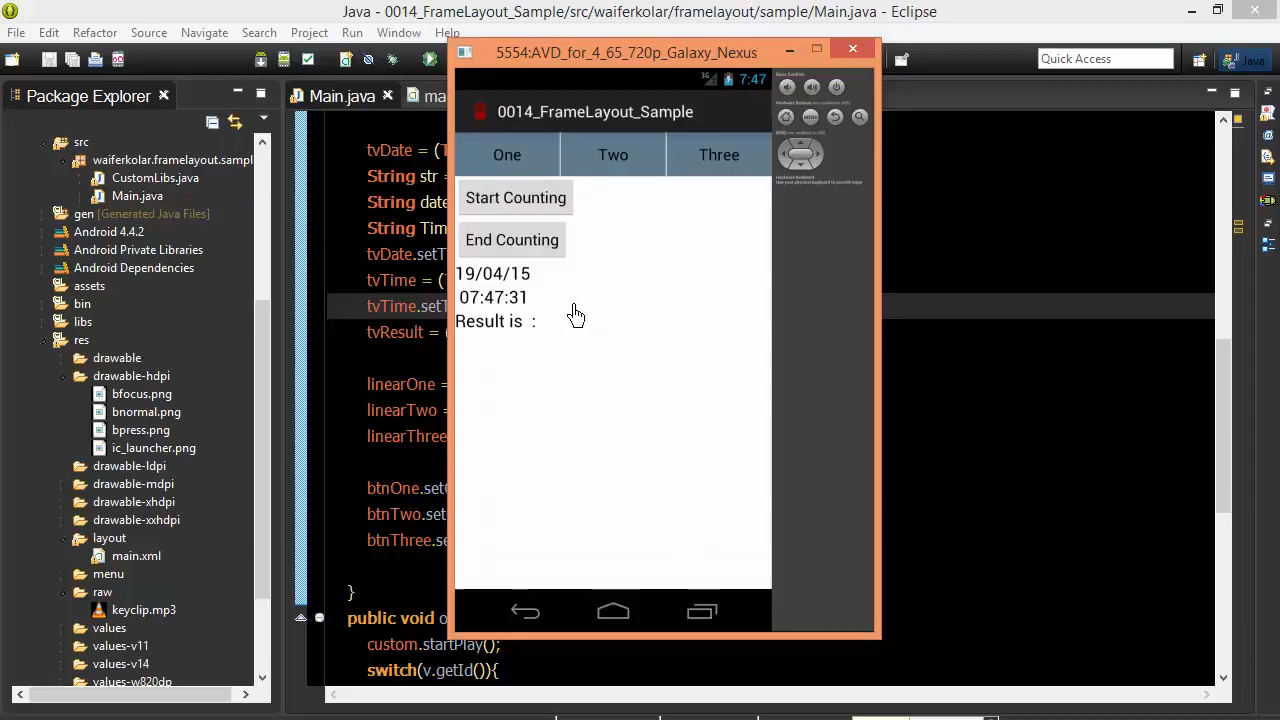 Java - 0014_FrameLayout_Sample/src/waiferkolar/framelayout/sample/Main.java - Eclipse
File Edit Refactor Source Navigate Search Project Run Window Help
Quick Access
Java
Package Explorer
src
waiferkolar.framelayout.sampl
CustomLibs.java
Main.java
gen [Generated Java Files]
Android 4.4.2
Android Private Libraries
Android Dependencies
assets
bin
libs
res
drawable
drawable-hdpi
bfocus.png
bnormal.png
bpress.png
ic_launcher.png
drawable-ldpi
drawable-mdpi
drawable-xhdpi
drawable-xxhdpi
layout
main.xml
menu
raw
keyclip.mp3
values
values-v11
values-v14
values-w820dp
Main.java
ma
tvDate = (T
String str =
String date
String Tim
tvDate.setT
tvTime = (T
tvTime.setT
tvResult = (
linearOne =
linearTwo =
linearThree
btnOne.setO
btnTwo.set
btnThree.se
}
public void o
custom.startPlay();
switch(v.getId()){
5554:AVD_for_4_65_720p_Galaxy_Nexus
3G 7:47
0014_FrameLayout_Sample
One Two Three
Start Counting
End Counting
19/04/15
07:47:31
Result is :
Basic Controls
MENU